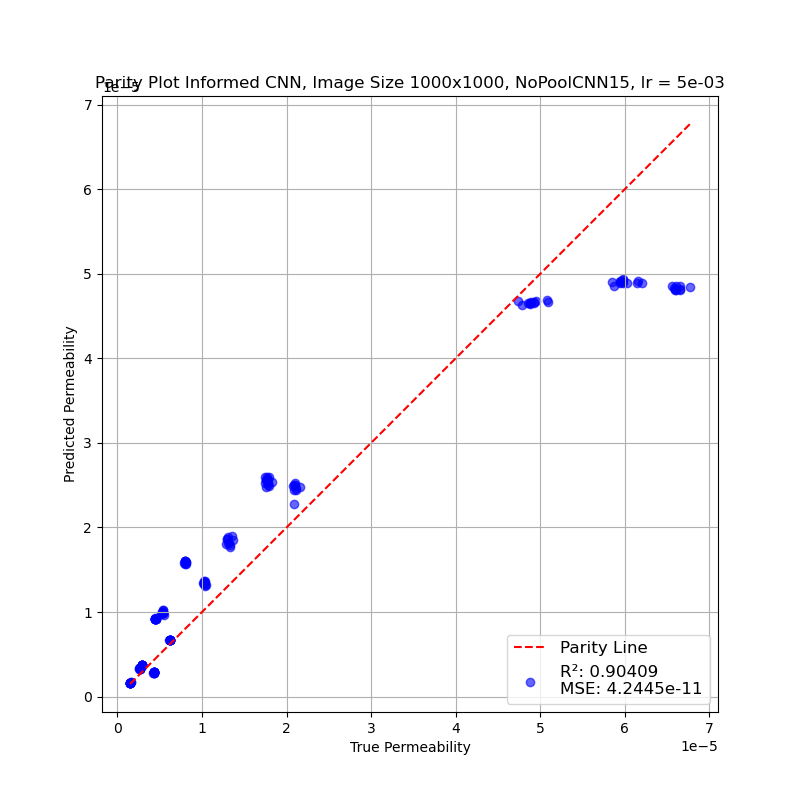 Parity Plot Informed CNN, Image Size 1000x1000, NoPoolCNN15, lr = 5e-03
1e−5
7
6
5
4
3
2
1
0
Predicted Permeability
Parity Line
R²: 0.90409
MSE: 4.2445e-11
0 1 2 3 4 5 6 7
True Permeability
1e−5